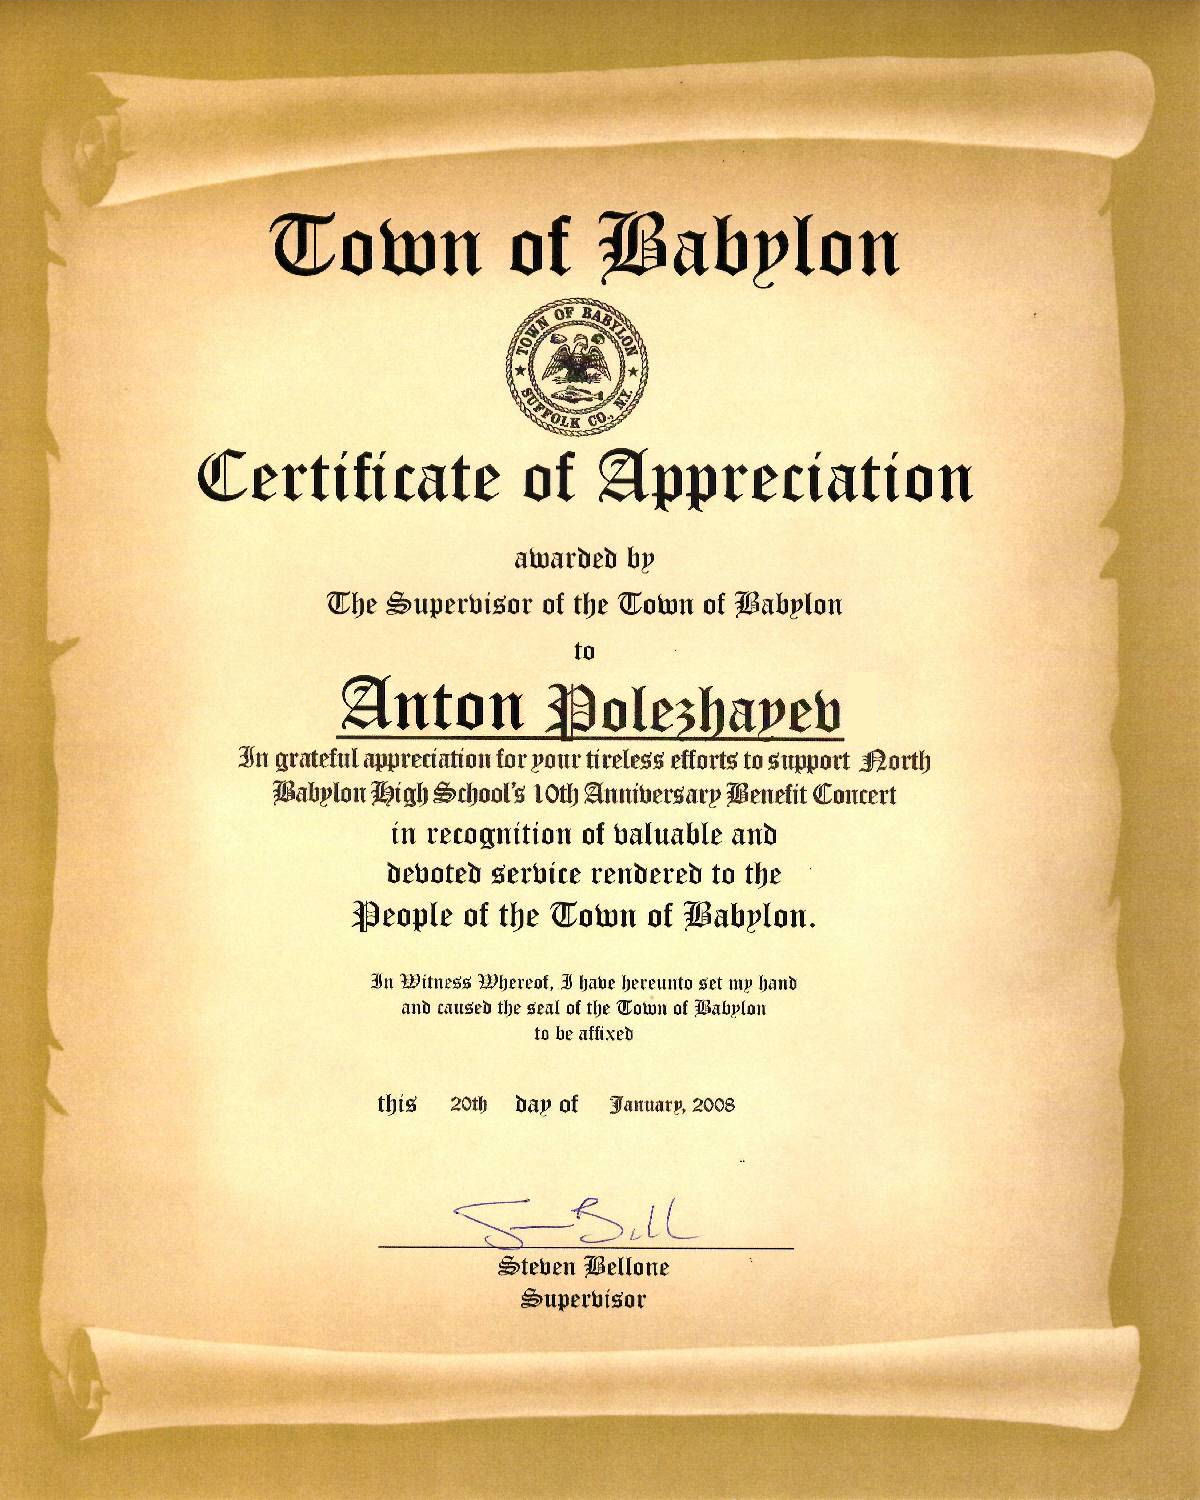 Town of Babylon
TOWN OF BABYLON
SUFFOLK CO., N.Y.
Certificate of Appreciation
awarded by
The Supervisor of the Town of Babylon
to
Anton Polezhayev
In grateful appreciation for your tireless efforts to support North
Babylon High School's 10th Anniversary Benefit Concert
in recognition of valuable and
devoted service rendered to the
People of the Town of Babylon.
In Witness Whereof, I have hereunto set my hand
and caused the seal of the Town of Babylon
to be affixed
this 20th day of January, 2008
Steven Bellone
Supervisor